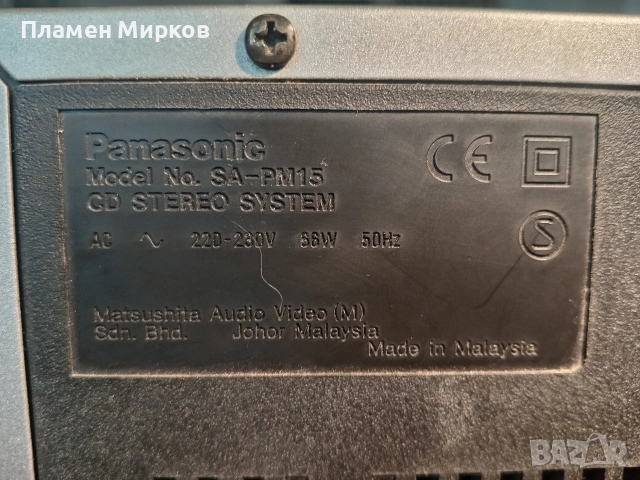 Пламен Мирков
Panasonic
Model No. SA-PM15
CD STEREO SYSTEM
AC ∿ 220-230V 66W 50Hz
CE
S
Matsushita Audio Video (M)
Sdn. Bhd. Johor Malaysia
Made in Malaysia
BAZAR